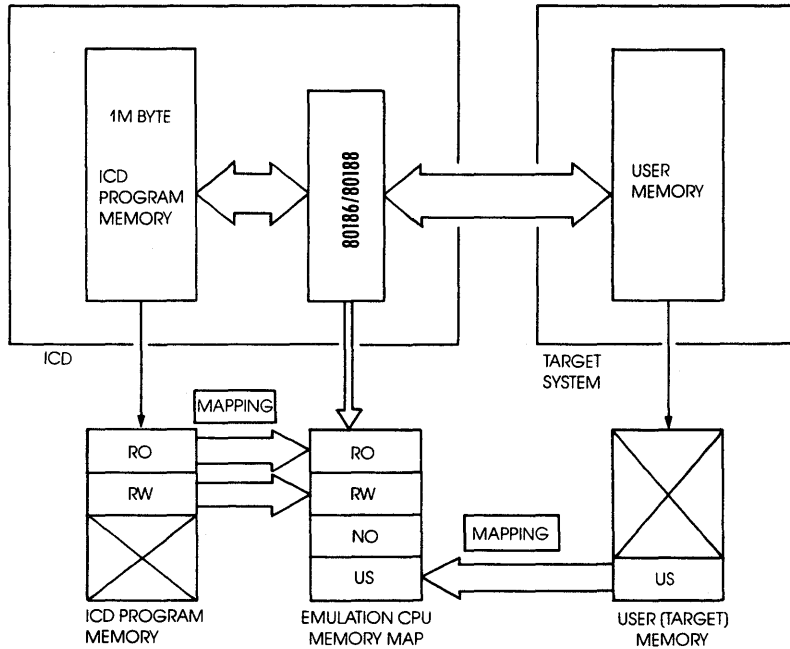 1M BYTE
ICD
PROGRAM
MEMORY
80186/80188
USER
MEMORY
ICD
TARGET
SYSTEM
MAPPING
RO
RW
RO
RW
NO
US
MAPPING
US
ICD PROGRAM
MEMORY
EMULATION CPU
MEMORY MAP
USER (TARGET)
MEMORY